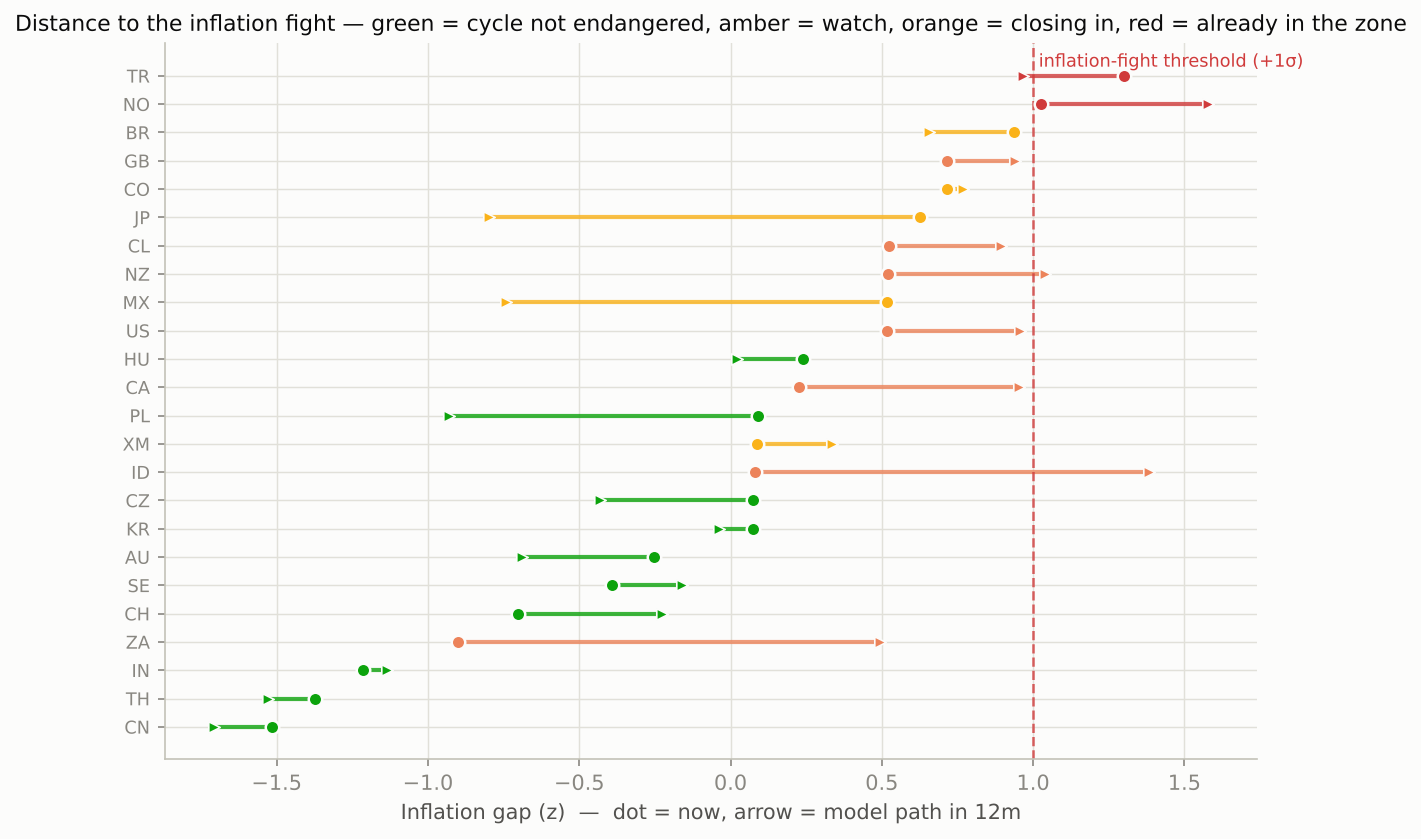 Distance to the inflation fight — green = cycle not endangered, amber = watch, orange = closing in, red = already in the zone
inflation-fight threshold (+1σ)
TR
NO
BR
GB
CO
JP
CL
NZ
MX
US
HU
CA
PL
XM
ID
CZ
KR
AU
SE
CH
ZA
IN
TH
CN
−1.5 −1.0 −0.5 0.0 0.5 1.0 1.5
Inflation gap (z) — dot = now, arrow = model path in 12m